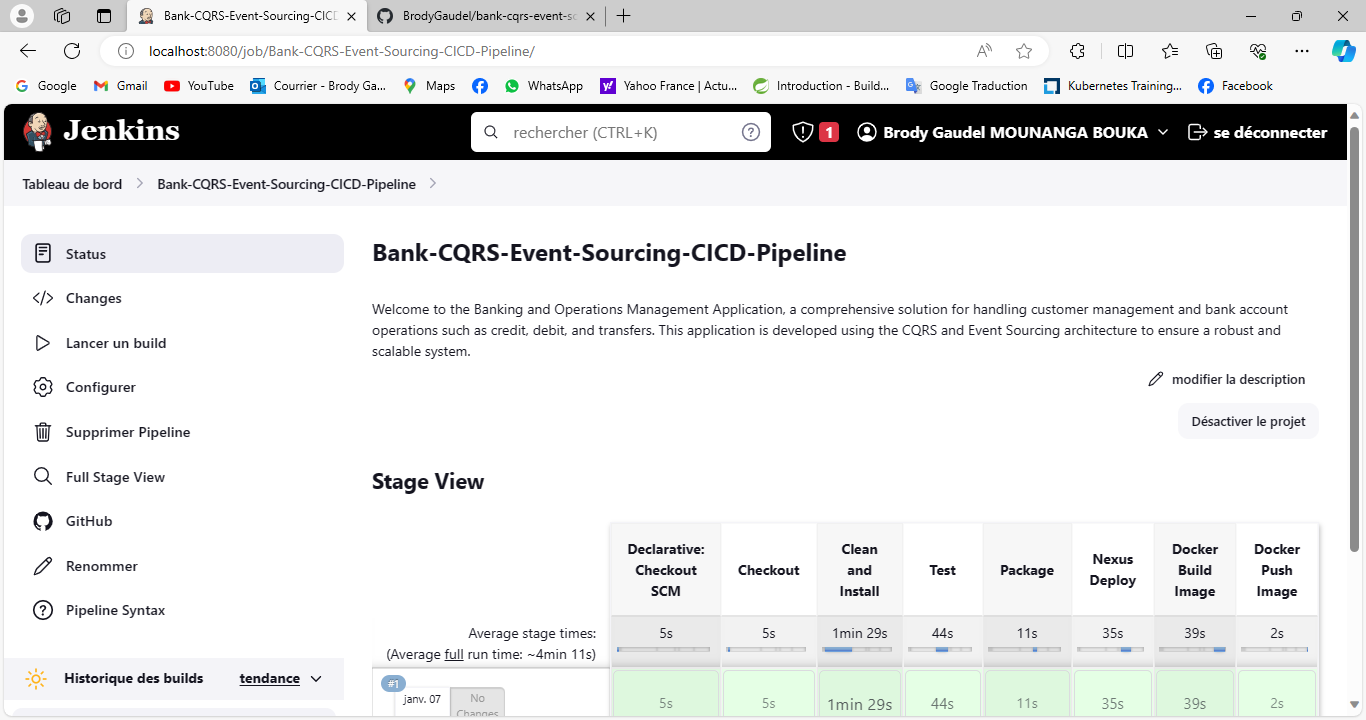 Bank-CQRS-Event-Sourcing-CICD
BrodyGaudel/bank-cqrs-event-so
localhost:8080/job/Bank-CQRS-Event-Sourcing-CICD-Pipeline/
Google
Gmail
YouTube
Courrier - Brody Ga...
Maps
WhatsApp
Yahoo France | Actu...
Introduction - Build...
Google Traduction
Kubernetes Training...
Facebook
Jenkins
rechercher (CTRL+K)
1
Brody Gaudel MOUNANGA BOUKA
se déconnecter
Tableau de bord
Bank-CQRS-Event-Sourcing-CICD-Pipeline
Status
Changes
Lancer un build
Configurer
Supprimer Pipeline
Full Stage View
GitHub
Renommer
Pipeline Syntax
Historique des builds
tendance
Bank-CQRS-Event-Sourcing-CICD-Pipeline
Welcome to the Banking and Operations Management Application, a comprehensive solution for handling customer management and bank account
operations such as credit, debit, and transfers. This application is developed using the CQRS and Event Sourcing architecture to ensure a robust and
scalable system.
modifier la description
Désactiver le projet
Stage View
Declarative:
Checkout
SCM
Checkout
Clean
and
Install
Test
Package
Nexus
Deploy
Docker
Build
Image
Docker
Push
Image
Average stage times:
(Average full run time: ~4min 11s)
5s
5s
1min 29s
44s
11s
35s
39s
2s
#1
janv. 07
No
Changes
5s
5s
1min 29s
44s
11s
35s
39s
2s